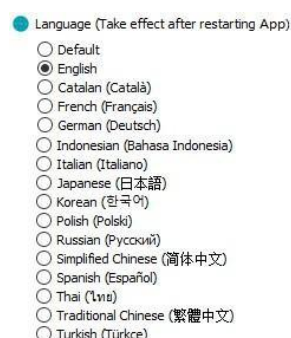 Language (Take effect after restarting App)
Default
English
Catalan (Català)
French (Français)
German (Deutsch)
Indonesian (Bahasa Indonesia)
Italian (Italiano)
Japanese (日本語)
Korean (한국어)
Polish (Polski)
Russian (Русский)
Simplified Chinese (简体中文)
Spanish (Español)
Thai (ไทย)
Traditional Chinese (繁體中文)
Turkish (Türkçe)